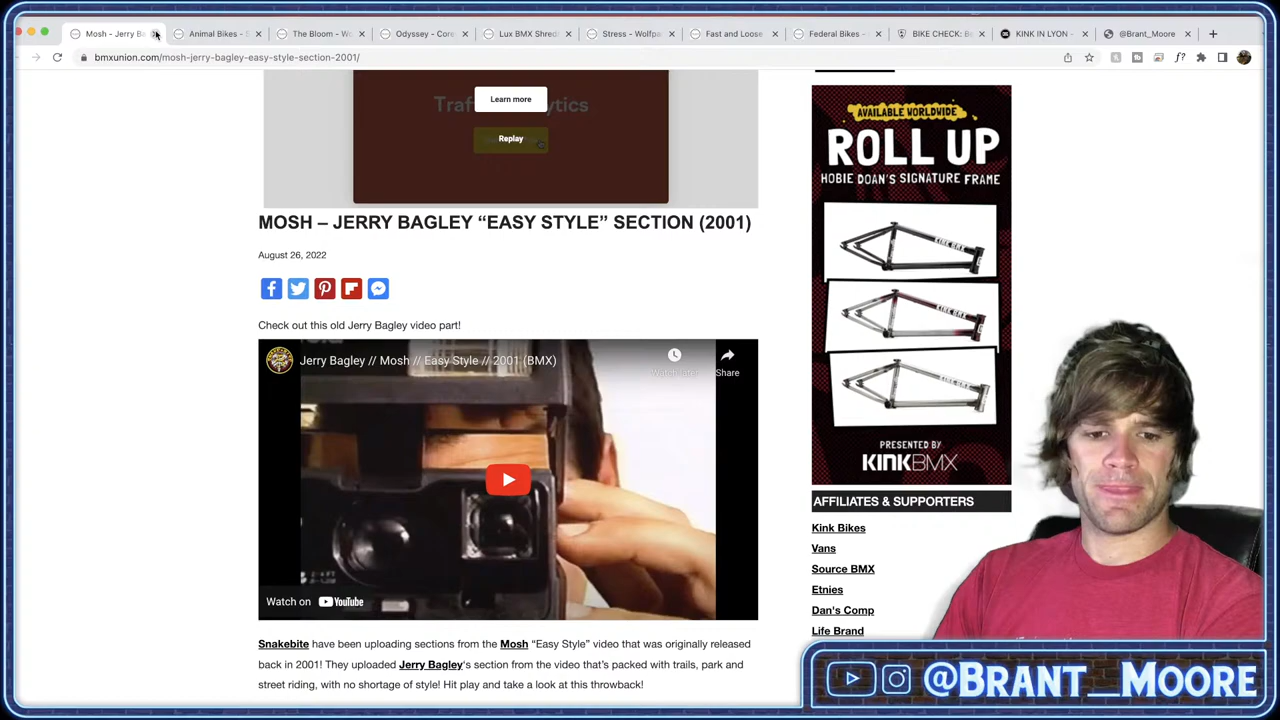 Mosh - Jerry Ba
Animal Bikes - S
The Bloom - Wo
Odyssey - Core
Lux BMX Shred
Stress - Wolfpa
Fast and Loose
Federal Bikes -
BIKE CHECK: B
KINK IN LYON -
@Brant_Moore
bmxunion.com/mosh-jerry-bagley-easy-style-section-2001/
Learn more
Replay
MOSH – JERRY BAGLEY “EASY STYLE” SECTION (2001)
August 26, 2022
Check out this old Jerry Bagley video part!
Jerry Bagley // Mosh // Easy Style // 2001 (BMX)
Watch later
Share
Watch on YouTube
Snakebite have been uploading sections from the Mosh “Easy Style” video that was originally released
back in 2001! They uploaded Jerry Bagley's section from the video that’s packed with trails, park and
street riding, with no shortage of style! Hit play and take a look at this throwback!
AVAILABLE WORLDWIDE
ROLL UP
HOBIE DOAN'S SIGNATURE FRAME
PRESENTED BY
KINKBMX
AFFILIATES & SUPPORTERS
Kink Bikes
Vans
Source BMX
Etnies
Dan's Comp
Life Brand
@BRANT_MOORE